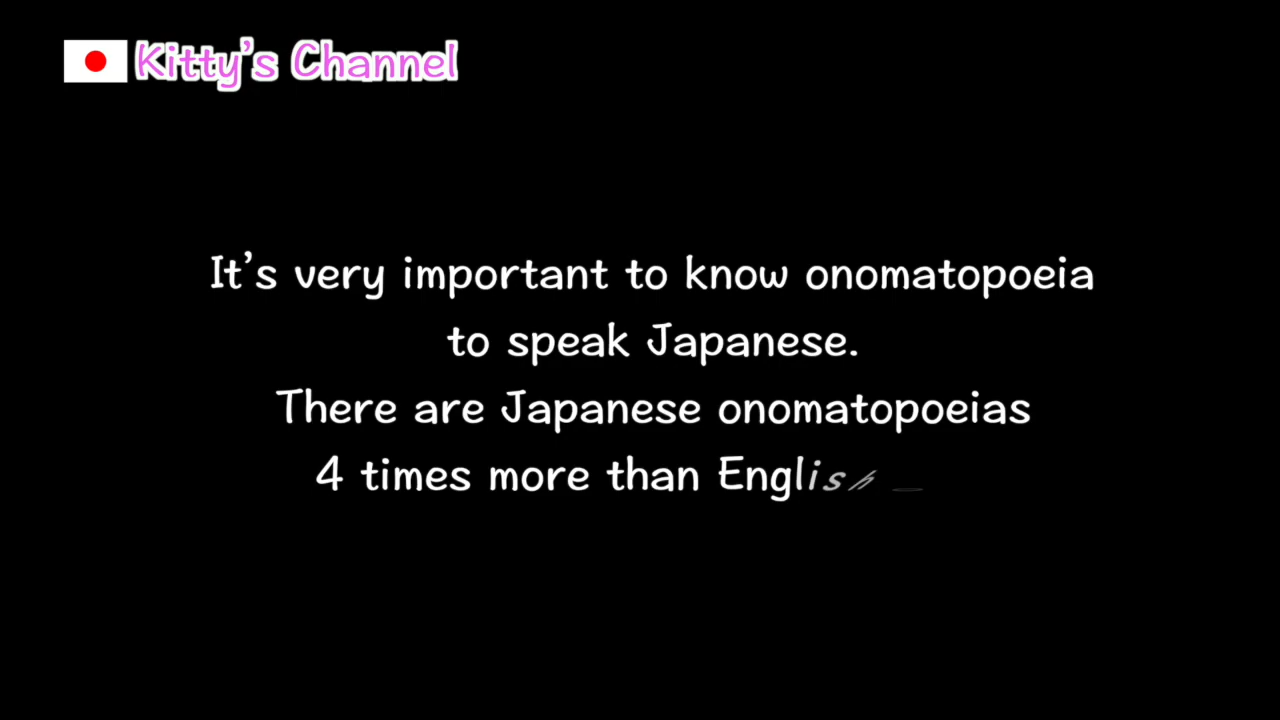 Kitty's Channel
It's very important to know onomatopoeia
to speak Japanese.
There are Japanese onomatopoeias
4 times more than English